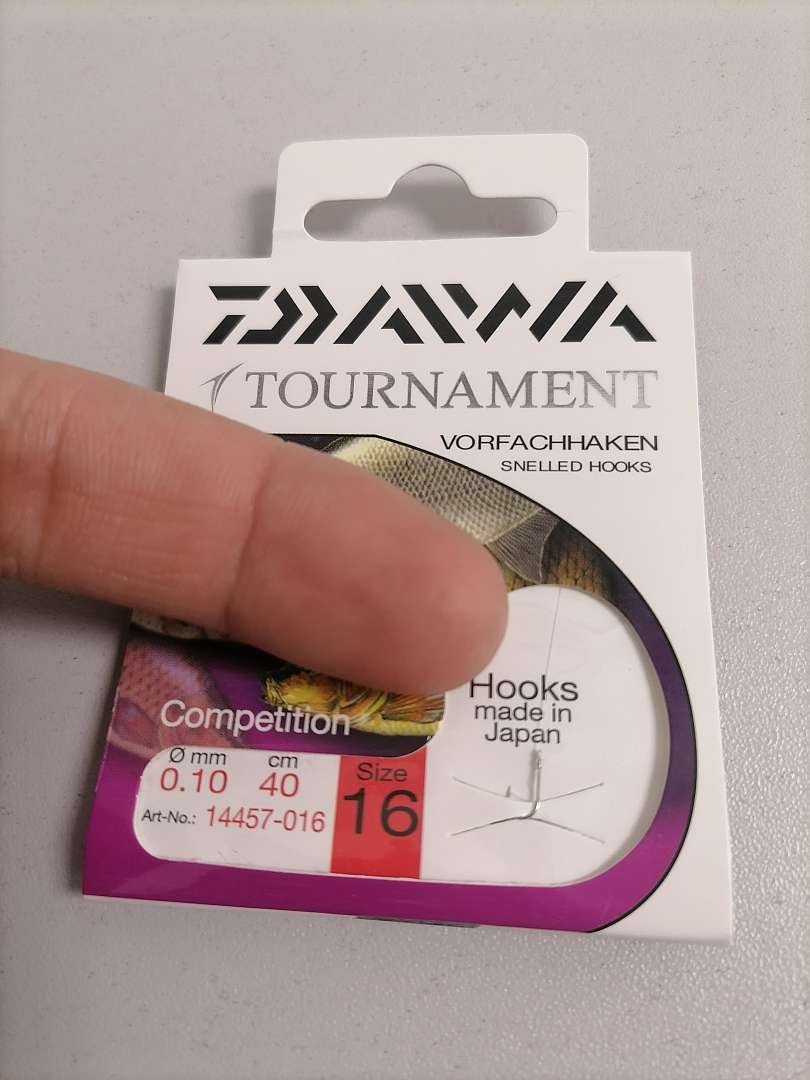 DAIWA
TOURNAMENT
VORFACHHAKEN
SNELLED HOOKS
Hooks
made in
Japan
Competition
Ø mm cm
0.10 40
Art-No.: 14457-016
Size
16